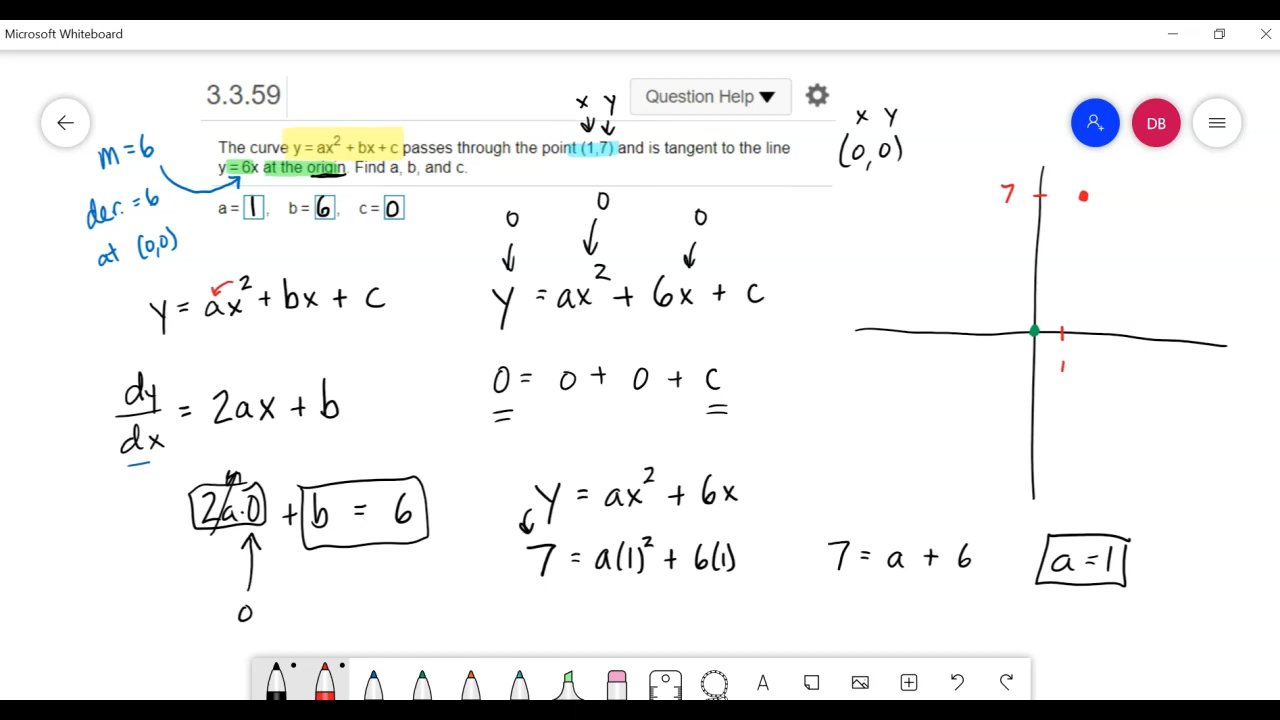 Microsoft Whiteboard
3.3.59
Question Help
DB
x y
The curve y = ax² + bx + c passes through the point (1,7) and is tangent to the line
y = 6x at the origin. Find a, b, and c.
a = 1, b = 6, c = 0
m = 6
der. = 6
at (0,0)
x y
(0,0)
7
1
y = ax² + bx + c
dy/dx = 2ax + b
2a·0 + b = 6
0
0 0 0
y = ax² + 6x + c
0 = 0 + 0 + c
y = ax² + 6x
7 = a(1)² + 6(1)
7 = a + 6
a = 1
A